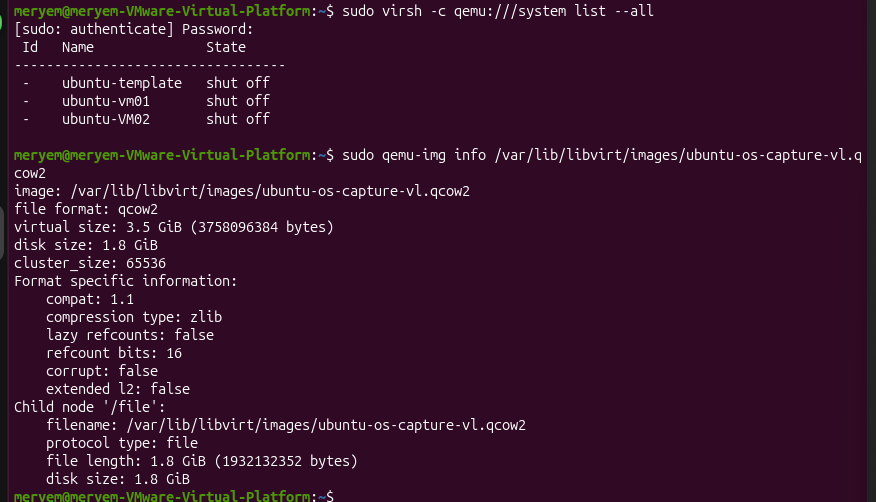 meryem@meryem-VMware-Virtual-Platform:~$ sudo virsh -c qemu:///system list --all
[sudo: authenticate] Password:
 Id   Name              State
----------------------------------
 -    ubuntu-template   shut off
 -    ubuntu-vm01       shut off
 -    ubuntu-VM02       shut off
meryem@meryem-VMware-Virtual-Platform:~$ sudo qemu-img info /var/lib/libvirt/images/ubuntu-os-capture-vl.q
cow2
image: /var/lib/libvirt/images/ubuntu-os-capture-vl.qcow2
file format: qcow2
virtual size: 3.5 GiB (3758096384 bytes)
disk size: 1.8 GiB
cluster_size: 65536
Format specific information:
    compat: 1.1
    compression type: zlib
    lazy refcounts: false
    refcount bits: 16
    corrupt: false
    extended l2: false
Child node '/file':
    filename: /var/lib/libvirt/images/ubuntu-os-capture-vl.qcow2
    protocol type: file
    file length: 1.8 GiB (1932132352 bytes)
    disk size: 1.8 GiB
meryem@meryem-VMware-Virtual-Platform:~$